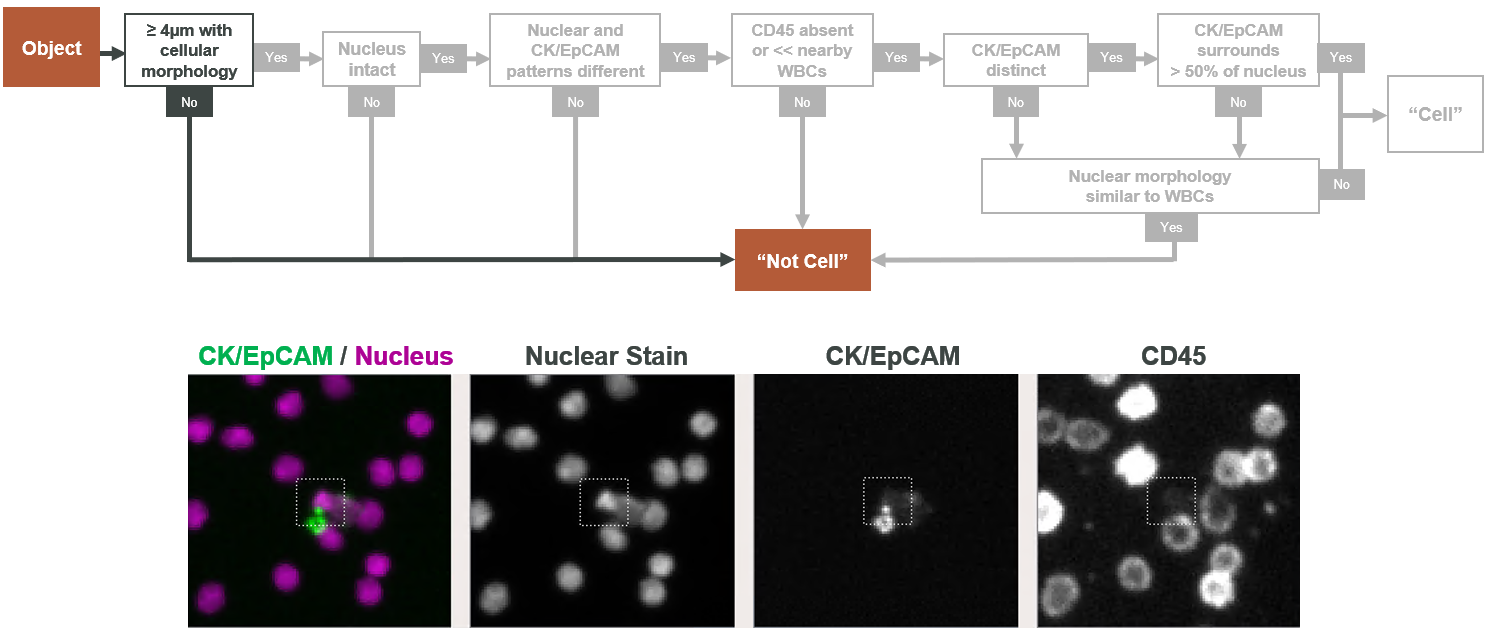 Object
≥ 4µm with
cellular
morphology
Yes
No
Nucleus
intact
Yes
No
Nuclear and
CK/EpCAM
patterns different
Yes
No
CD45 absent
or << nearby
WBCs
Yes
No
CK/EpCAM
distinct
Yes
No
CK/EpCAM
surrounds
> 50% of nucleus
Yes
No
“Cell”
Nuclear morphology
similar to WBCs
No
Yes
“Not Cell”
CK/EpCAM / Nucleus
Nuclear Stain
CK/EpCAM
CD45